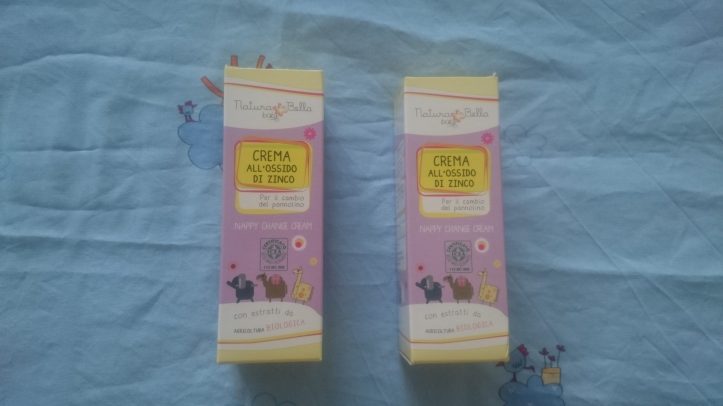 Natura Bella
baby
CREMA
ALL'OSSIDO
DI ZINCO
Per il cambio
del pannolino
NAPPY CHANGE CREAM
con estratti da
AGRICOLTURA BIOLOGICA
Natura Bella
baby
CREMA
ALL'OSSIDO
DI ZINCO
Per il cambio
del pannolino
NAPPY CHANGE CREAM
con estratti da
AGRICOLTURA BIOLOGICA